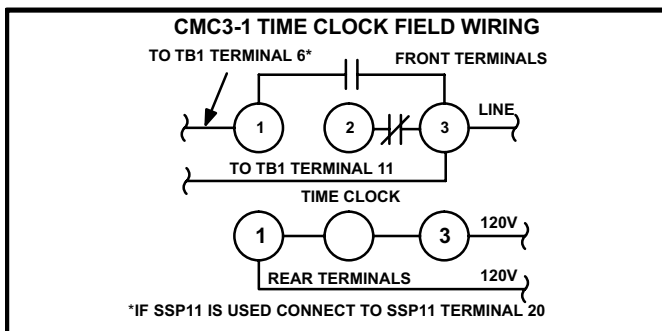 CMC3-1 TIME CLOCK FIELD WIRING
TO TB1 TERMINAL 6*
FRONT TERMINALS
1 2 3 LINE
TO TB1 TERMINAL 11
TIME CLOCK
1 3 120V
REAR TERMINALS 120V
*IF SSP11 IS USED CONNECT TO SSP11 TERMINAL 20